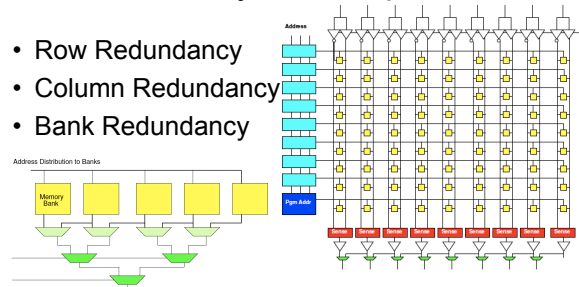 • Row Redundancy
• Column Redundancy
• Bank Redundancy
Address Distribution to Banks
Memory
Bank
Address
Pgm Addr
Sense Sense Sense Sense Sense Sense Sense Sense Sense